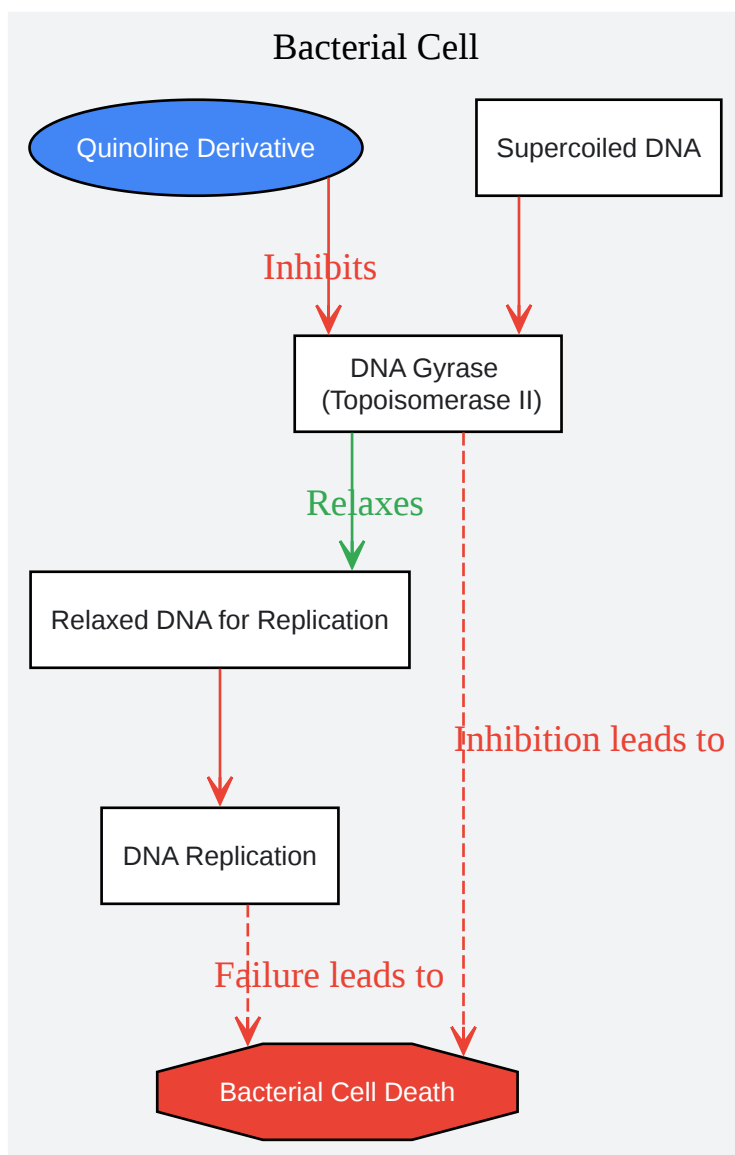 Bacterial Cell
Quinoline Derivative
Supercoiled DNA
Inhibits
DNA Gyrase
(Topoisomerase II)
Relaxes
Relaxed DNA for Replication
Inhibition leads to
DNA Replication
Failure leads to
Bacterial Cell Death